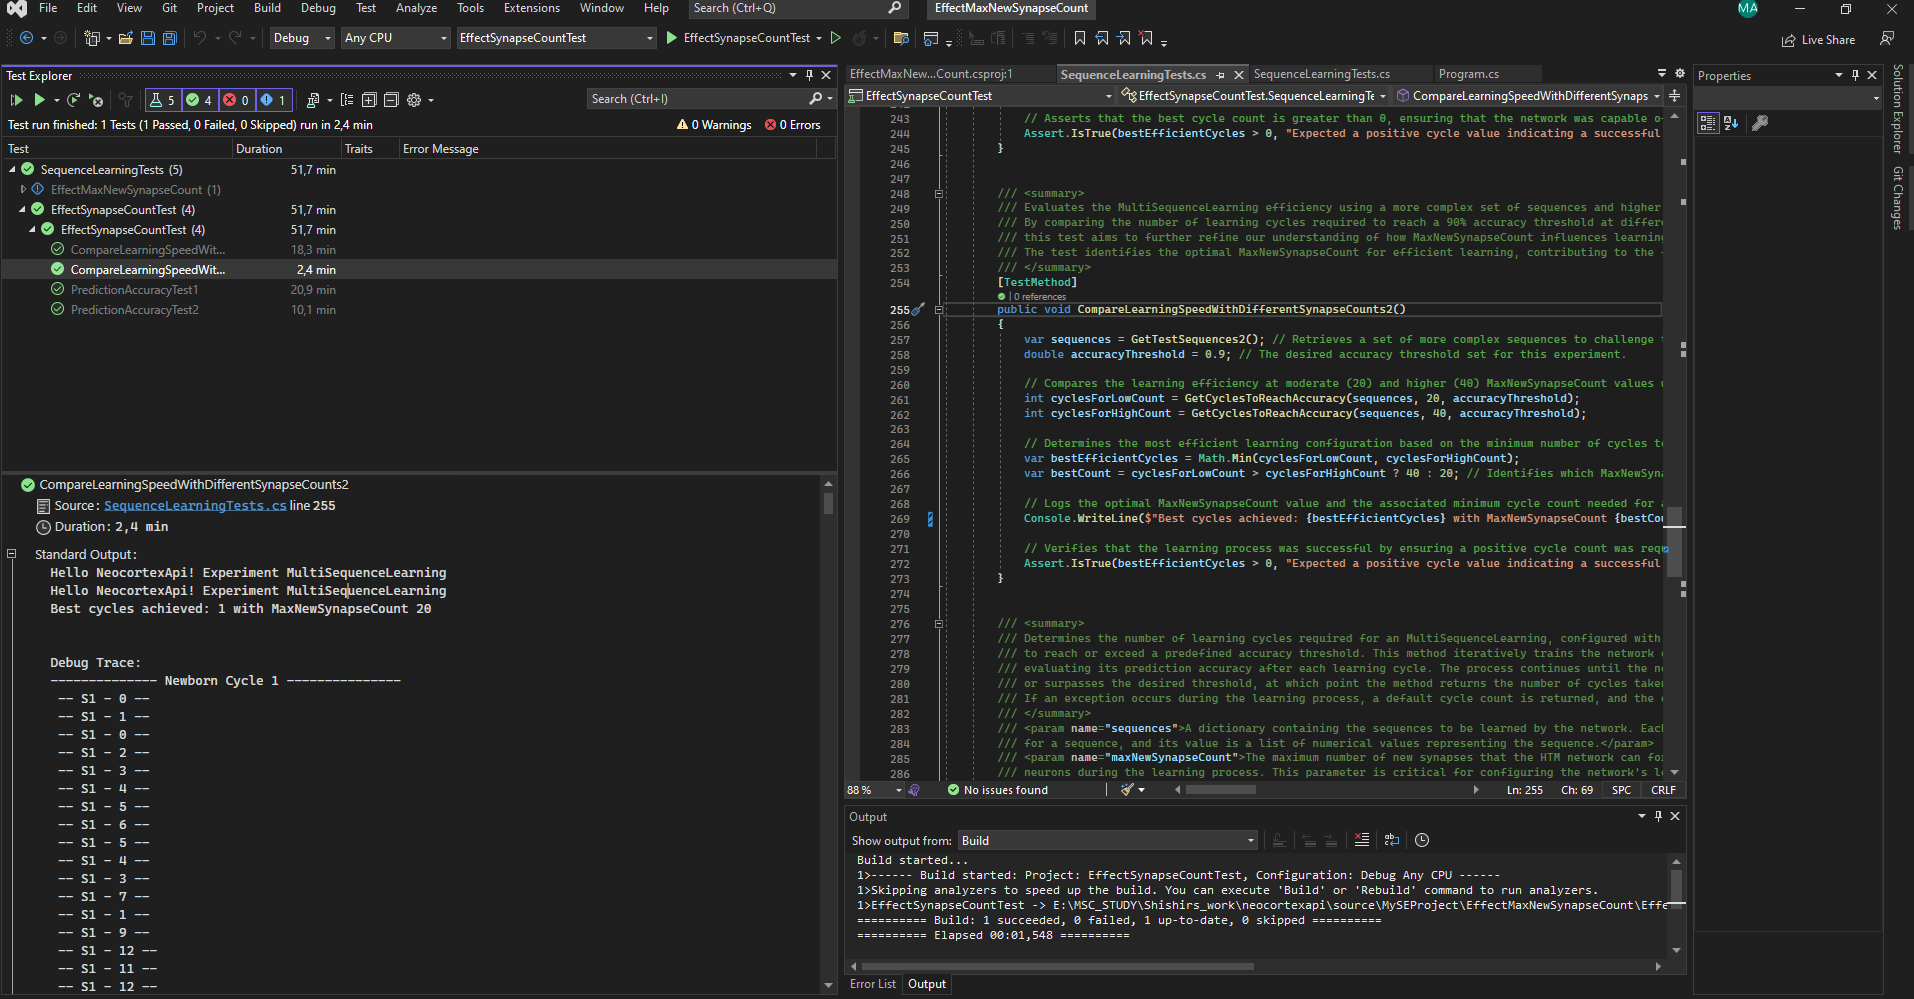 File Edit View Git Project Build Debug Test Analyze Tools Extensions Window Help Search (Ctrl+Q) EffectMaxNewSynapseCount MA
Debug Any CPU EffectSynapseCountTest EffectSynapseCountTest Live Share
Test Explorer
5 4 0 1 Search (Ctrl+I)
Test run finished: 1 Tests (1 Passed, 0 Failed, 0 Skipped) run in 2,4 min 0 Warnings 0 Errors
Test Duration Traits Error Message
SequenceLearningTests (5) 51,7 min
EffectMaxNewSynapseCount (1)
EffectSynapseCountTest (4) 51,7 min
EffectSynapseCountTest (4) 51,7 min
CompareLearningSpeedWit... 18,3 min
CompareLearningSpeedWit... 2,4 min
PredictionAccuracyTest1 20,9 min
PredictionAccuracyTest2 10,1 min
CompareLearningSpeedWithDifferentSynapseCounts2
Source: SequenceLearningTests.cs line 255
Duration: 2,4 min
Standard Output:
Hello NeocortexApi! Experiment MultiSequenceLearning
Hello NeocortexApi! Experiment MultiSequenceLearning
Best cycles achieved: 1 with MaxNewSynapseCount 20
Debug Trace:
-------------- Newborn Cycle 1 ---------------
-- S1 - 0 --
-- S1 - 1 --
-- S1 - 0 --
-- S1 - 2 --
-- S1 - 3 --
-- S1 - 4 --
-- S1 - 5 --
-- S1 - 6 --
-- S1 - 5 --
-- S1 - 4 --
-- S1 - 3 --
-- S1 - 7 --
-- S1 - 1 --
-- S1 - 9 --
-- S1 - 12 --
-- S1 - 11 --
-- S1 - 12 --
EffectMaxNew...Count.csproj:1 SequenceLearningTests.cs SequenceLearningTests.cs Program.cs
EffectSynapseCountTest EffectSynapseCountTest.SequenceLearningTe CompareLearningSpeedWithDifferentSynaps
243 // Asserts that the best cycle count is greater than 0, ensuring that the network was capable o
244 Assert.IsTrue(bestEfficientCycles > 0, "Expected a positive cycle value indicating a successful
245 }
246
247
248 /// <summary>
249 /// Evaluates the MultiSequenceLearning efficiency using a more complex set of sequences and higher
250 /// By comparing the number of learning cycles required to reach a 90% accuracy threshold at differe
251 /// this test aims to further refine our understanding of how MaxNewSynapseCount influences learning
252 /// The test identifies the optimal MaxNewSynapseCount for efficient learning, contributing to the
253 /// </summary>
254 [TestMethod]
| 0 references
255 public void CompareLearningSpeedWithDifferentSynapseCounts2()
256 {
257 var sequences = GetTestSequences2(); // Retrieves a set of more complex sequences to challenge
258 double accuracyThreshold = 0.9; // The desired accuracy threshold set for this experiment.
259
260 // Compares the learning efficiency at moderate (20) and higher (40) MaxNewSynapseCount values
261 int cyclesForLowCount = GetCyclesToReachAccuracy(sequences, 20, accuracyThreshold);
262 int cyclesForHighCount = GetCyclesToReachAccuracy(sequences, 40, accuracyThreshold);
263
264 // Determines the most efficient learning configuration based on the minimum number of cycles to
265 var bestEfficientCycles = Math.Min(cyclesForLowCount, cyclesForHighCount);
266 var bestCount = cyclesForLowCount > cyclesForHighCount ? 40 : 20; // Identifies which MaxNewSyna
267
268 // Logs the optimal MaxNewSynapseCount value and the associated minimum cycle count needed for a
269 Console.WriteLine($"Best cycles achieved: {bestEfficientCycles} with MaxNewSynapseCount {bestCou
270
271 // Verifies that the learning process was successful by ensuring a positive cycle count was requ
272 Assert.IsTrue(bestEfficientCycles > 0, "Expected a positive cycle value indicating a successful
273 }
274
275
276 /// <summary>
277 /// Determines the number of learning cycles required for an MultiSequenceLearning, configured with
278 /// to reach or exceed a predefined accuracy threshold. This method iteratively trains the network
279 /// evaluating its prediction accuracy after each learning cycle. The process continues until the ne
280 /// or surpasses the desired threshold, at which point the method returns the number of cycles taken
281 /// If an exception occurs during the learning process, a default cycle count is returned, and the
282 /// </summary>
283 /// <param name="sequences">A dictionary containing the sequences to be learned by the network. Each
284 /// for a sequence, and its value is a list of numerical values representing the sequence.</param>
285 /// <param name="maxNewSynapseCount">The maximum number of new synapses that the HTM network can for
286 /// neurons during the learning process. This parameter is critical for configuring the network's l
88 % No issues found Ln: 255 Ch: 69 SPC CRLF
Output
Show output from: Build
Build started...
1>------ Build started: Project: EffectSynapseCountTest, Configuration: Debug Any CPU ------
1>Skipping analyzers to speed up the build. You can execute 'Build' or 'Rebuild' command to run analyzers.
1>EffectSynapseCountTest -> E:\MSC_STUDY\Shishirs_work\neocortexapi\source\MySEProject\EffectMaxNewSynapseCount\Effe
========== Build: 1 succeeded, 0 failed, 1 up-to-date, 0 skipped ==========
========== Elapsed 00:01,548 ==========
Error List Output
Properties
Solution Explorer
Git Changes